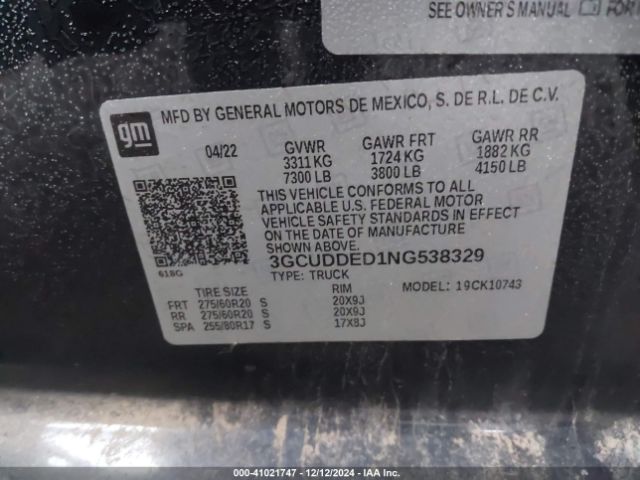 SEE OWNER'S MANUAL
MFD BY GENERAL MOTORS DE MEXICO, S. DE R.L. DE C.V.
gm
04/22 GVWR GAWR FRT GAWR RR
3311 KG 1724 KG 1882 KG
7300 LB 3800 LB 4150 LB
THIS VEHICLE CONFORMS TO ALL
APPLICABLE U.S. FEDERAL MOTOR
VEHICLE SAFETY STANDARDS IN EFFECT
ON THE DATE OF MANUFACTURE
SHOWN ABOVE.
618G
3GCUDDED1NG538329
TYPE: TRUCK
TIRE SIZE RIM MODEL: 19CK10743
FRT 275/60R20 S 20X9J
RR 275/60R20 S 20X9J
SPA 255/80R17 S 17X8J
000-41021747 - 12/12/2024 - IAA Inc.